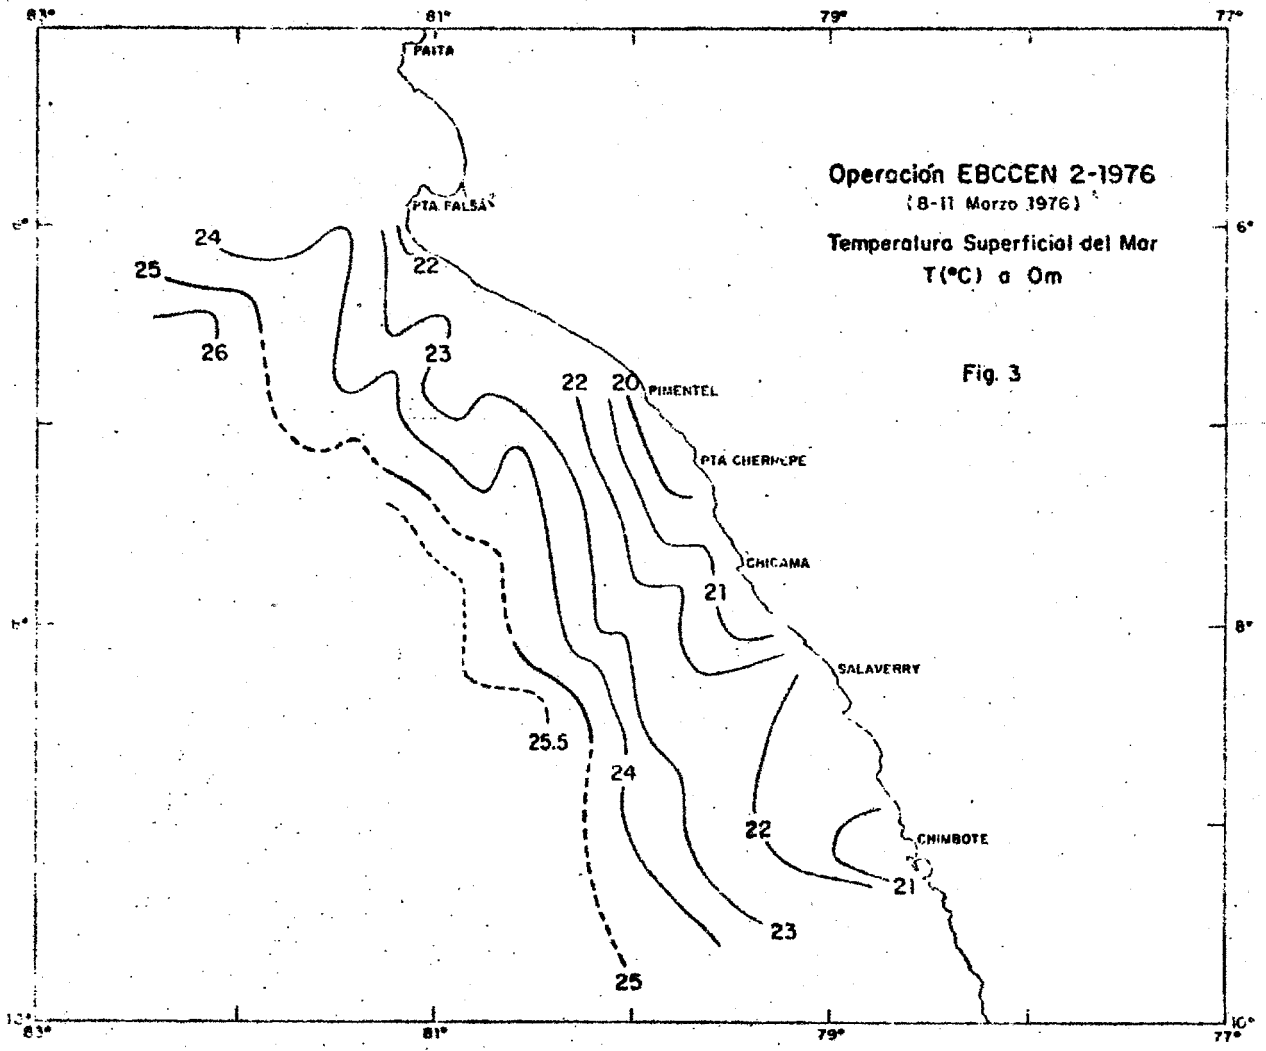 83° 81° 79° 77°
PAITA
Operación EBCCEN 2-1976
(8-11 Marzo 1976)
PTA. FALSA
Temperatura Superficial del Mar
T(°C) a 0m
6° 6°
24
22
25
26
23
Fig. 3
22 20 PIMENTEL
PTA CHERREPE
CHICAMA
21
8° 8°
SALAVERRY
25.5
24
22
CHIMBOTE
21
23
25
10° 10°
83° 81° 79° 77°